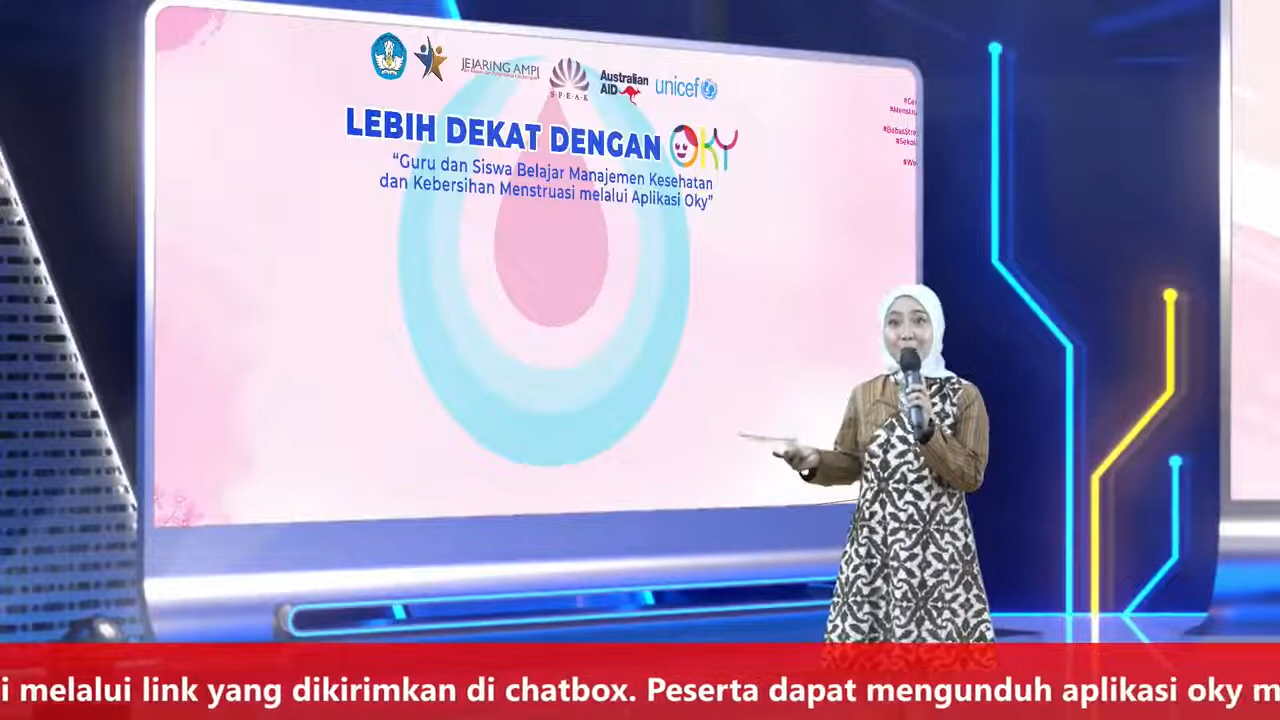 JEJARING AMPL
S·P·E·A·K
Australian
AID
unicef
LEBIH DEKAT DENGAN OKY
“Guru dan Siswa Belajar Manajemen Kesehatan
dan Kebersihan Menstruasi melalui Aplikasi Oky”
i melalui link yang dikirimkan di chatbox. Peserta dapat mengunduh aplikasi oky m